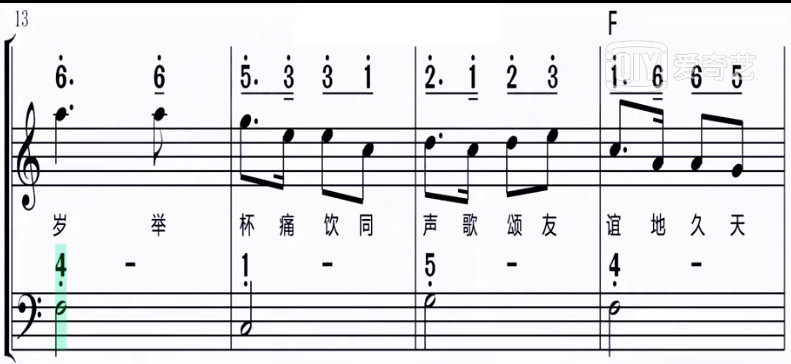 13
F
爱奇艺
6. 6 5. 3 3 1 2. 1 2 3 1. 6 6 5
岁 举 杯 痛 饮 同 声 歌 颂 友 谊 地 久 天
4 - 1 - 5 - 4 -